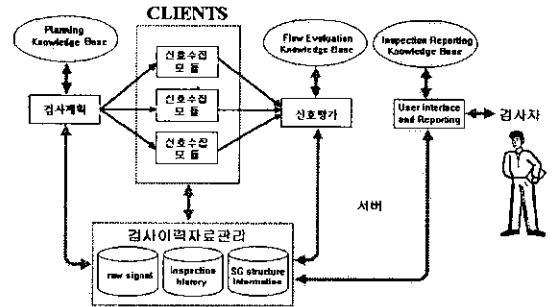 CLIENTS
Planning
Knowledge Base
신호수집
모듈
신호수집
모듈
신호수집
모듈
Flaw Evaluation
Knowledge Base
Inspection Reporting
Knowledge Base
검사계획
신호평가
User Interface
and Reporting
검사자
서버
검사이력자료관리
raw signal
inspection
history
SG structure
Information